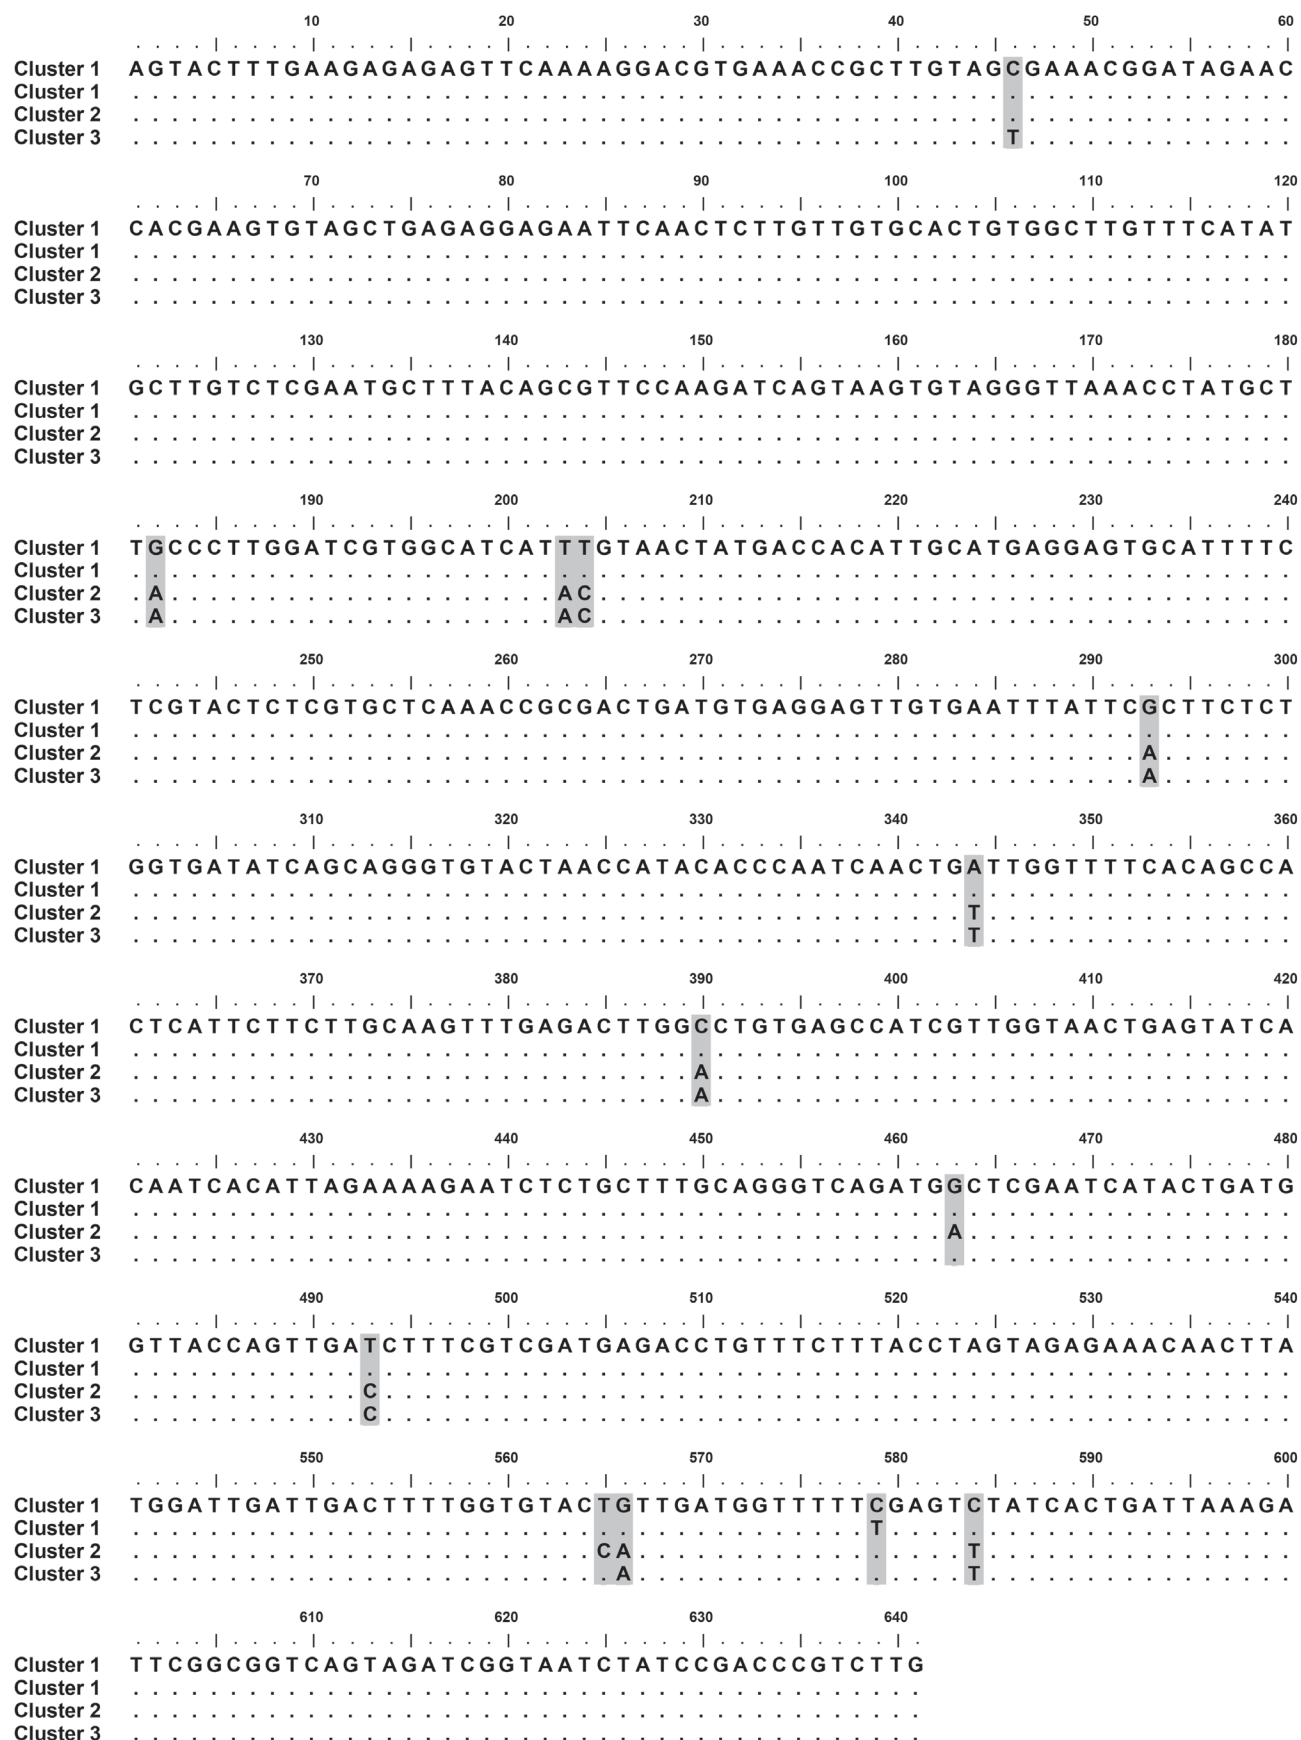 10 20 30 40 50 60
Cluster 1 AGTACTTTGAAGAGAGAGTTCAAAAGGACGTGAAACCGCTTGTAGCGAAACGGATAGAAC
Cluster 1 ............................................................
Cluster 2 ............................................................
Cluster 3 .............................................T..............
70 80 90 100 110 120
Cluster 1 CACGAAGTGTAGCTGAGAGGAGAATTCAACTCTTGTTGTGCACTGTGGCTTGTTTCATAT
Cluster 1 ............................................................
Cluster 2 ............................................................
Cluster 3 ............................................................
130 140 150 160 170 180
Cluster 1 GCTTGTCTCGAATGCTTTACAGCGTTCCAAGATCAGTAAGTGTAGGGTTAAACCTATGCT
Cluster 1 ............................................................
Cluster 2 ............................................................
Cluster 3 ............................................................
190 200 210 220 230 240
Cluster 1 TGCCCTTGGATCGTGGCATCATTTGTAACTATGACCACATTGCATGAGGAGTGCATTTTC
Cluster 1 ............................................................
Cluster 2 .A....................AC....................................
Cluster 3 .A....................AC....................................
250 260 270 280 290 300
Cluster 1 TCGTACTCTCGTGCTCAAACCGCGACTGATGTGAGGAGTTGTGAATTTATTCGCTTCTCT
Cluster 1 ............................................................
Cluster 2 ....................................................A.......
Cluster 3 ....................................................A.......
310 320 330 340 350 360
Cluster 1 GGTGATATCAGCAGGGTGTACTAACCATACACCCAATCAACTGATTGGTTTTCACAGCCA
Cluster 1 ............................................................
Cluster 2 ...........................................T................
Cluster 3 ...........................................T................
370 380 390 400 410 420
Cluster 1 CTCATTCTTCTTGCAAGTTTGAGACTTGGCCTGTGAGCCATCGTTGGTAACTGAGTATCA
Cluster 1 ............................................................
Cluster 2 .............................A..............................
Cluster 3 .............................A..............................
430 440 450 460 470 480
Cluster 1 CAATCACATTAGAAAAGAATCTCTGCTTTGCAGGGTCAGATGGCTCGAATCATACTGATG
Cluster 1 ............................................................
Cluster 2 ..........................................A.................
Cluster 3 ............................................................
490 500 510 520 530 540
Cluster 1 GTTACCAGTTGATCTTTCGTCGATGAGACCTGTTTCTTTACCTAGTAGAGAAACAACTTA
Cluster 1 ............................................................
Cluster 2 ............C...............................................
Cluster 3 ............C...............................................
550 560 570 580 590 600
Cluster 1 TGGATTGATTGACTTTTGGTGTACTGTTGATGGTTTTTCGAGTCTATCACTGATTAAAGA
Cluster 1 ......................................T.....................
Cluster 2 ........................CA.................T................
Cluster 3 .........................A.................T................
610 620 630 640
Cluster 1 TTCGGCGGTCAGTAGATCGGTAATCTATCCGACCCGTCTTG
Cluster 1 .........................................
Cluster 2 .........................................
Cluster 3 .........................................